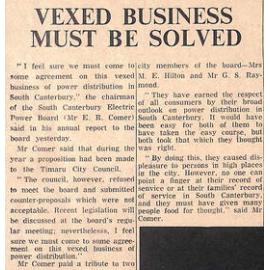 VEXED BUSINESS
MUST BE SOLVED
" I feel sure we must come to
some agreement on this vexed
business of power distribution in
South Canterbury," the chairman
of the South Canterbury Electric
Power Board (Mr E. R. Comer)
said in his annual report to the
board yesterday.
Mr Comer said that during the
year a proposition had been made
to the Timaru City Council.
" The council, however, refused
to meet the board and submitted
counter-proposals which were not
acceptable. Recent legislation will
be discussed at the board's reg-
ular meeting; nevertheless, I feel
sure we must come to some agree-
ment on this vexed business of
power distribution."
Mr Comer paid a tribute to two
city members of the board—Mrs
M. E. Hilton and Mr G. S. Ray-
mond.
" They have earned the respect
of all consumers by their broad
outlook on power distribution in
South Canterbury. It would have
been easy for both of them to
have taken the easy course, but
both took that which they thought
was right.
" By doing this, they caused dis-
pleasure to persons in high places
in the city. However, no one can
point a finger at their record of
service or at their families' record
of service in South Canterbury,
and they must have given many
people food for thought," said Mr
Comer.